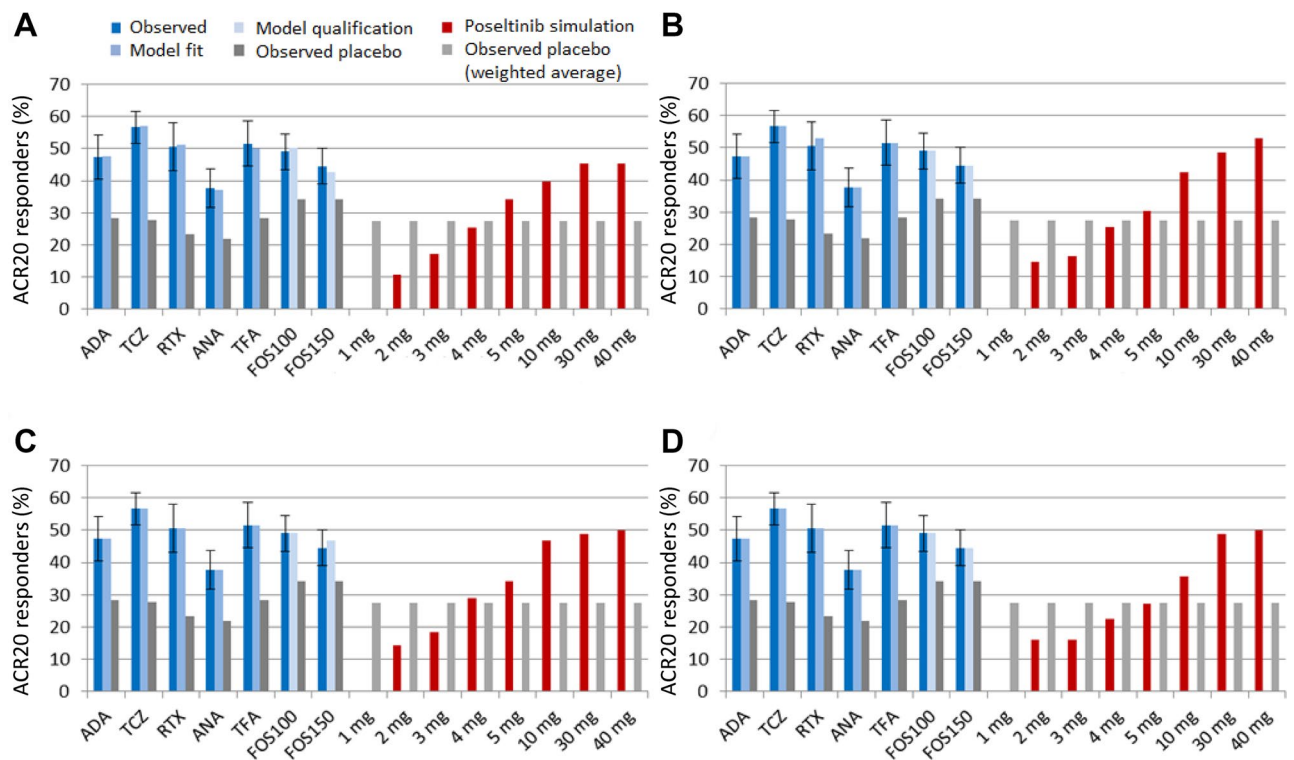 A
Observed
Model fit
Model qualification
Observed placebo
Poseltinib simulation
Observed placebo
(weighted average)
ACR20 responders (%)
70
60
50
40
30
20
10
0
ADA TCZ RTX ANA TFA FOS100 FOS150 1 mg 2 mg 3 mg 4 mg 5 mg 10 mg 30 mg 40 mg
B
ACR20 responders (%)
70
60
50
40
30
20
10
0
ADA TCZ RTX ANA TFA FOS100 FOS150 1 mg 2 mg 3 mg 4 mg 5 mg 10 mg 30 mg 40 mg
C
ACR20 responders (%)
70
60
50
40
30
20
10
0
ADA TCZ RTX ANA TFA FOS100 FOS150 1 mg 2 mg 3 mg 4 mg 5 mg 10 mg 30 mg 40 mg
D
ACR20 responders (%)
70
60
50
40
30
20
10
0
ADA TCZ RTX ANA TFA FOS100 FOS150 1 mg 2 mg 3 mg 4 mg 5 mg 10 mg 30 mg 40 mg